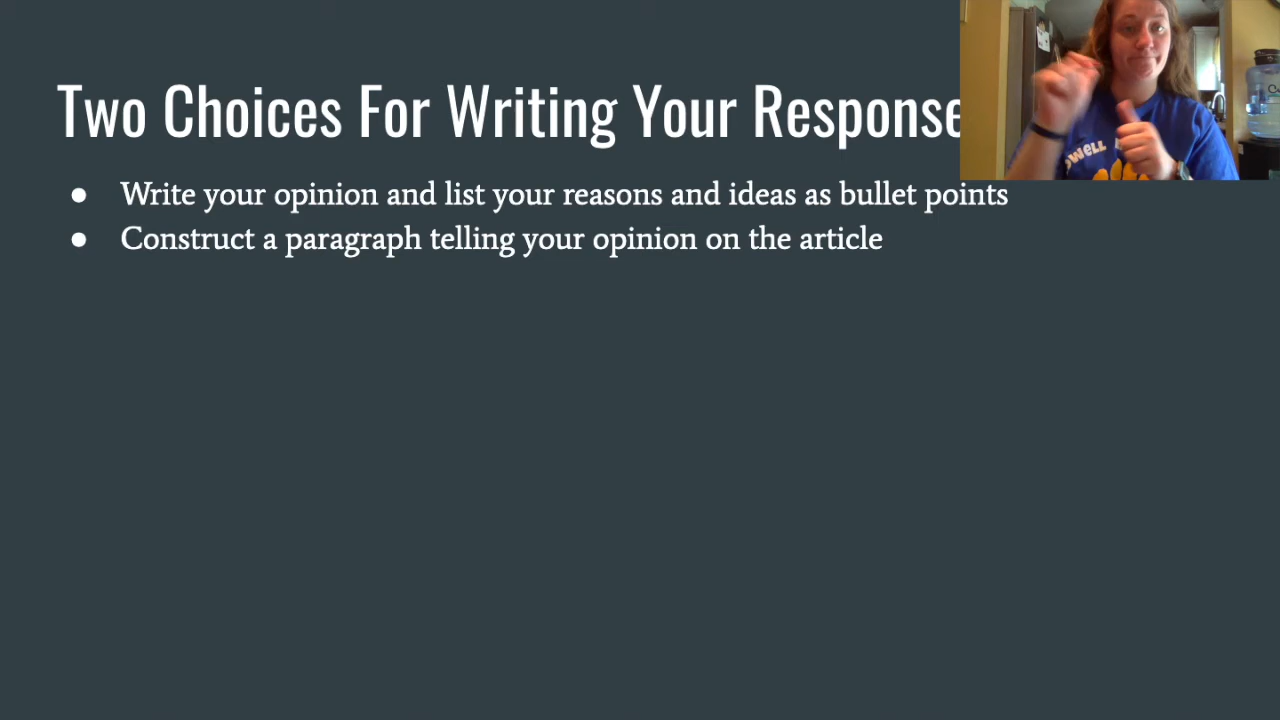 Two Choices For Writing Your Response
● Write your opinion and list your reasons and ideas as bullet points
● Construct a paragraph telling your opinion on the article